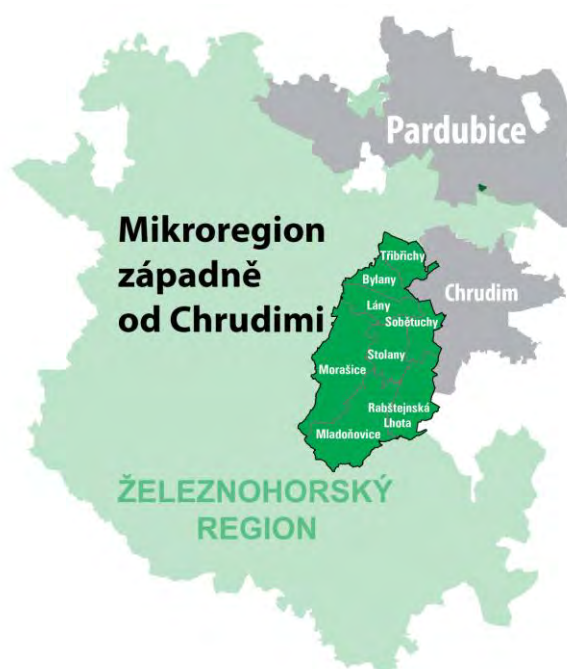 Pardubice
Mikroregion
západně
od Chrudimi
Třibřichy
Bylany
Chrudim
Lány
Sobětuchy
Stolany
Morašice
Rabštejnská
Lhota
Mladoňovice
ŽELEZNOHORSKÝ
REGION